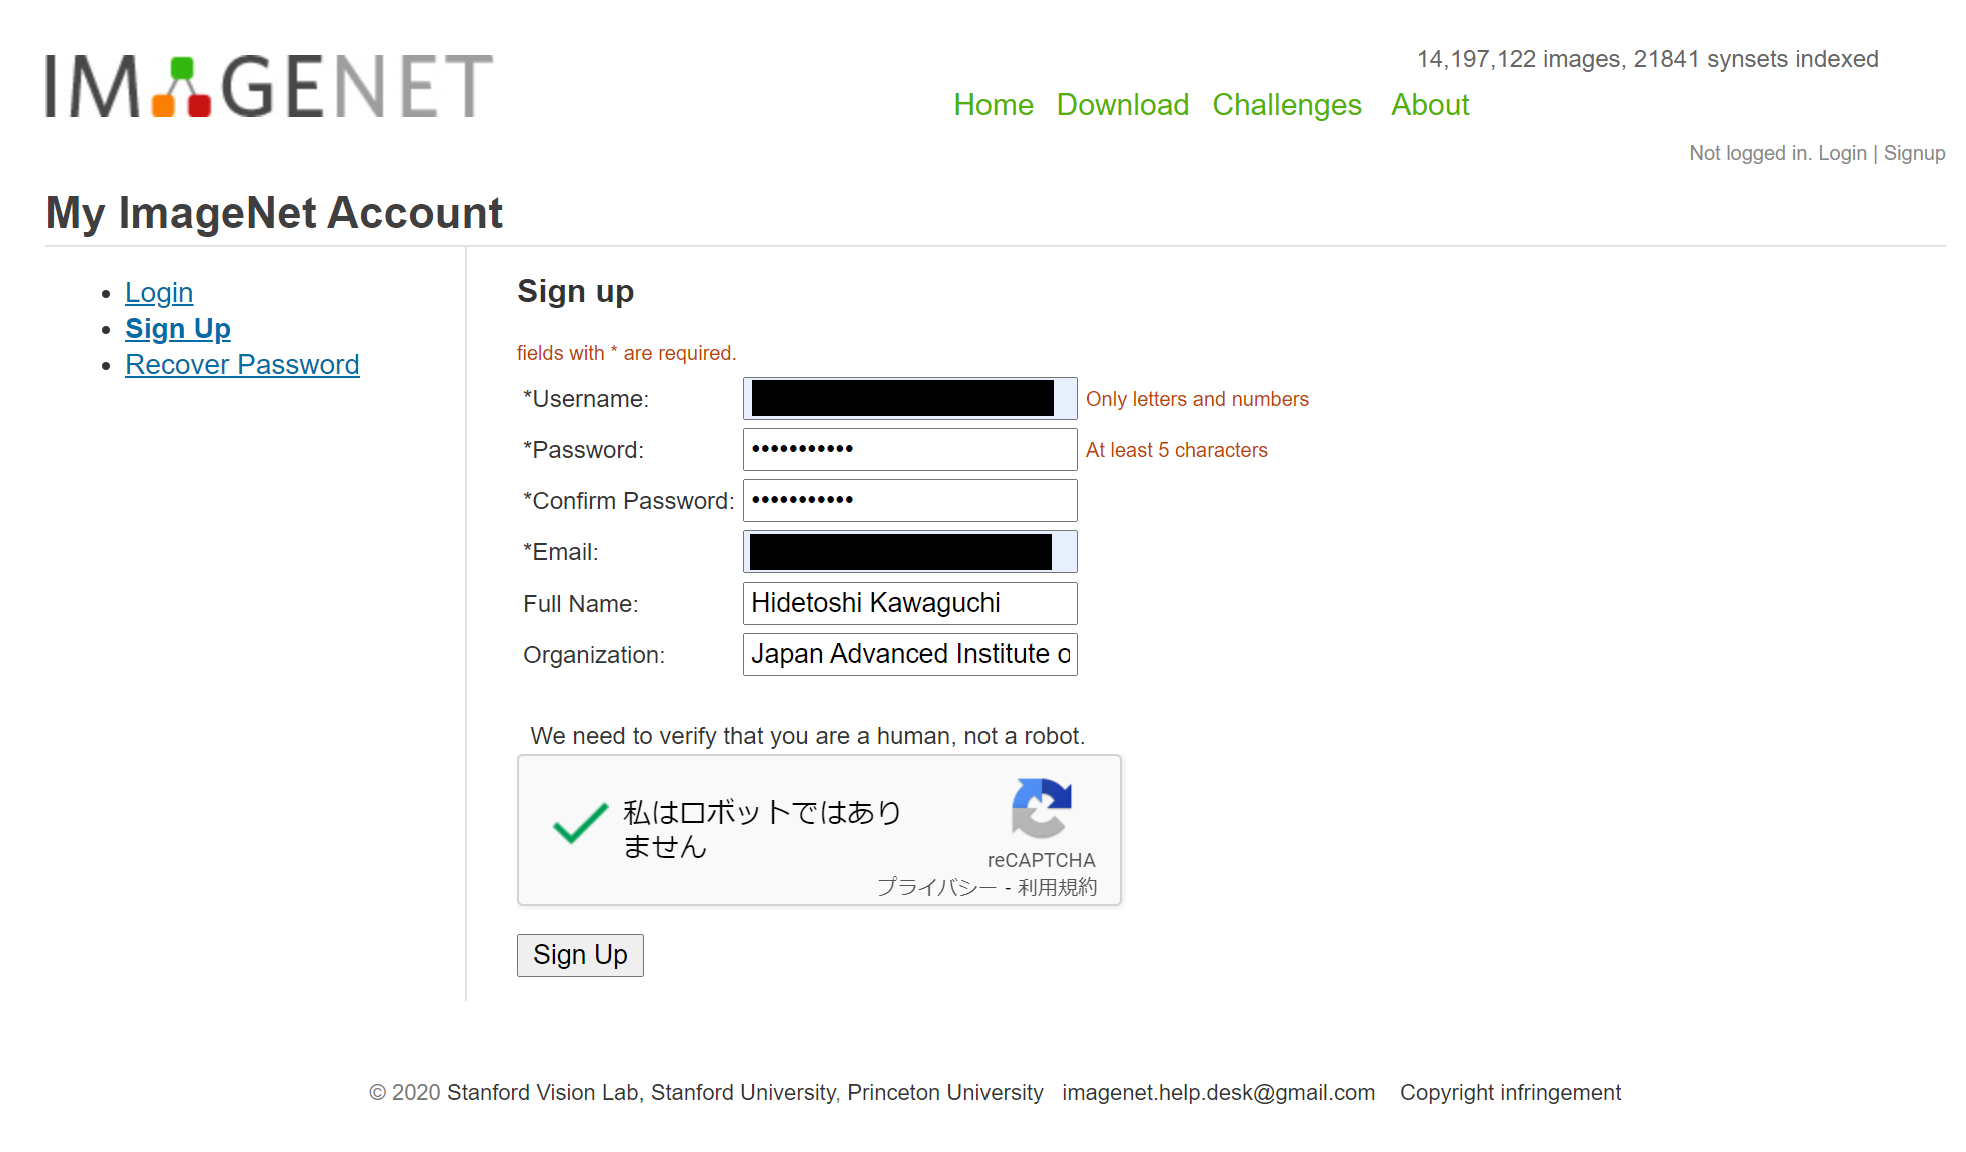 IMAGENET
14,197,122 images, 21841 synsets indexed
Home Download Challenges About
Not logged in. Login | Signup
My ImageNet Account
Login
Sign Up
Recover Password
Sign up
fields with * are required.
*Username: Only letters and numbers
*Password: ••••••••••• At least 5 characters
*Confirm Password: •••••••••••
*Email:
Full Name: Hidetoshi Kawaguchi
Organization: Japan Advanced Institute o
We need to verify that you are a human, not a robot.
私はロボットではあり
ません
reCAPTCHA
プライバシー - 利用規約
Sign Up
© 2020 Stanford Vision Lab, Stanford University, Princeton University imagenet.help.desk@gmail.com Copyright infringement